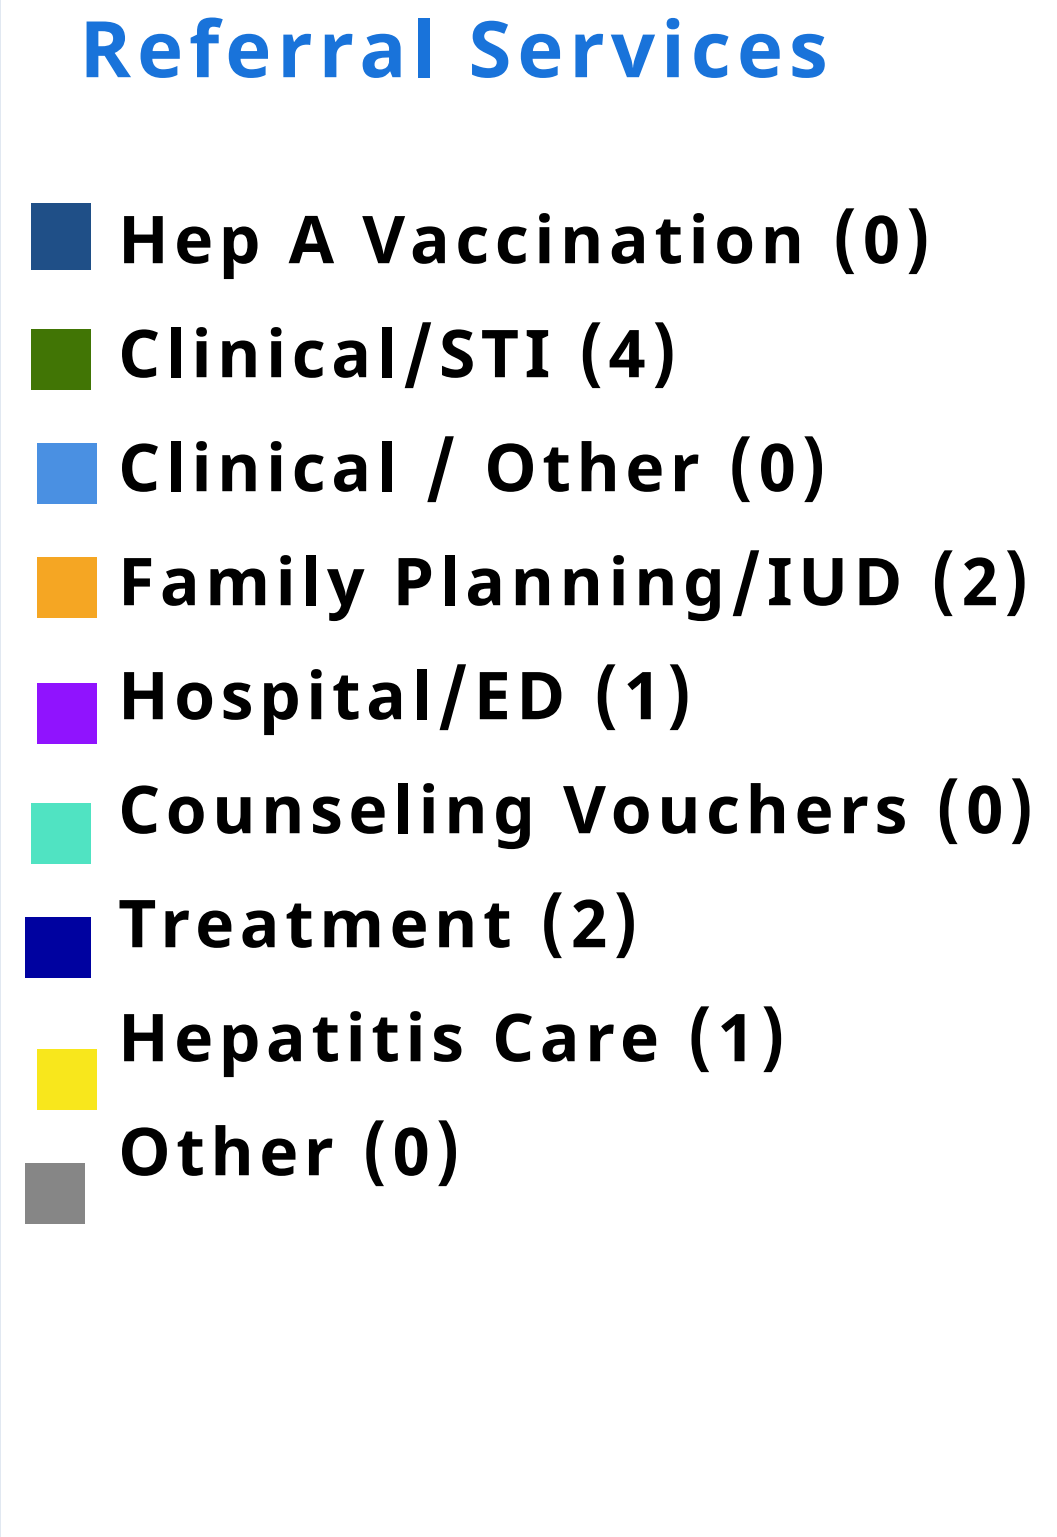 Referral Services
Hep A Vaccination (0)
Clinical/STI (4)
Clinical / Other (0)
Family Planning/IUD (2)
Hospital/ED (1)
Counseling Vouchers (0)
Treatment (2)
Hepatitis Care (1)
Other (0)